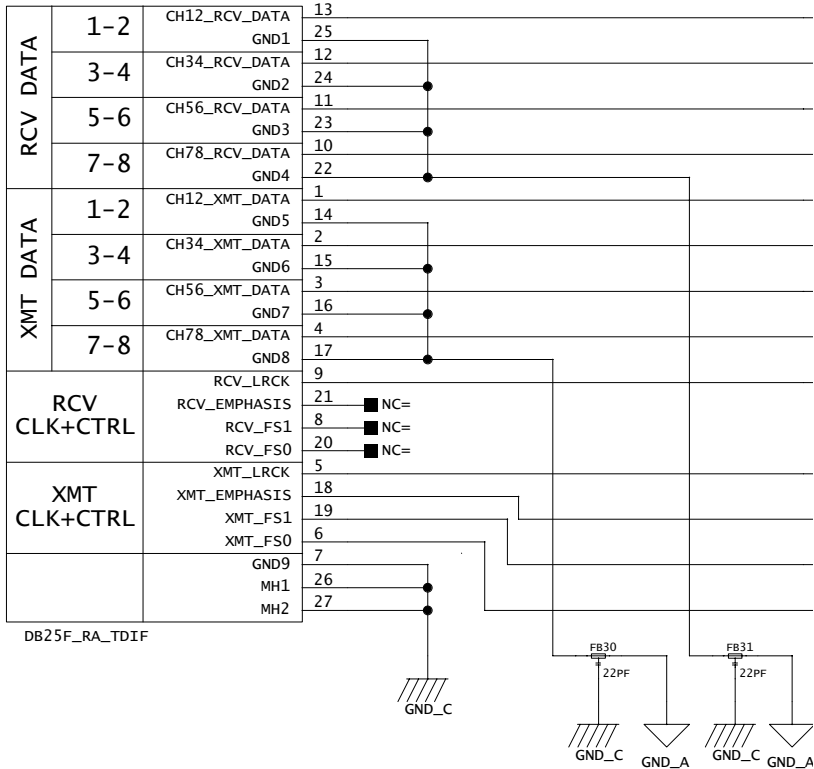 RCV DATA
1-2
CH12_RCV_DATA 13
GND1 25
3-4
CH34_RCV_DATA 12
GND2 24
5-6
CH56_RCV_DATA 11
GND3 23
7-8
CH78_RCV_DATA 10
GND4 22
XMT DATA
1-2
CH12_XMT_DATA 1
GND5 14
3-4
CH34_XMT_DATA 2
GND6 15
5-6
CH56_XMT_DATA 3
GND7 16
7-8
CH78_XMT_DATA 4
GND8 17
RCV
CLK+CTRL
RCV_LRCK 9
RCV_EMPHASIS 21 NC=
RCV_FS1 8 NC=
RCV_FS0 20 NC=
XMT
CLK+CTRL
XMT_LRCK 5
XMT_EMPHASIS 18
XMT_FS1 19
XMT_FS0 6
GND9 7
MH1 26
MH2 27
DB25F_RA_TDIF
FB30 FB31
22PF 22PF
GND_C
GND_C GND_A GND_C GND_A